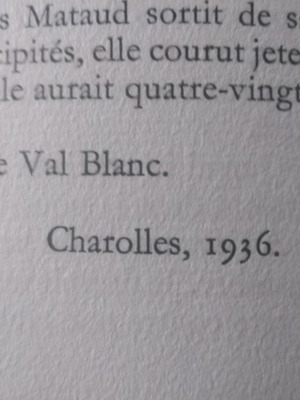 s Mataud sortit de s
cipités, elle courut jete
le aurait quatre-vingt
e Val Blanc.
Charolles, 1936.